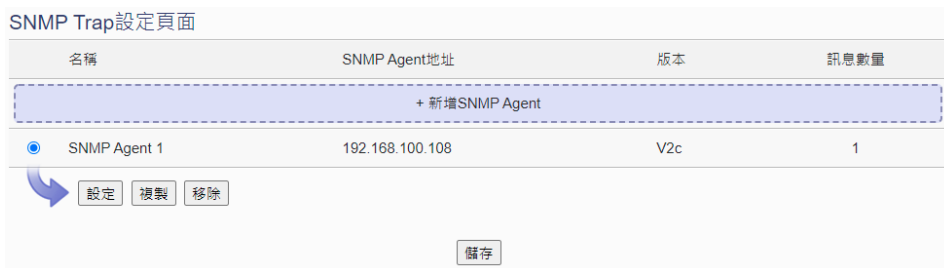 SNMP Trap設定頁面
名稱 SNMP Agent地址 版本 訊息數量
+ 新增SNMP Agent
SNMP Agent 1 192.168.100.108 V2c 1
設定 複製 移除
儲存